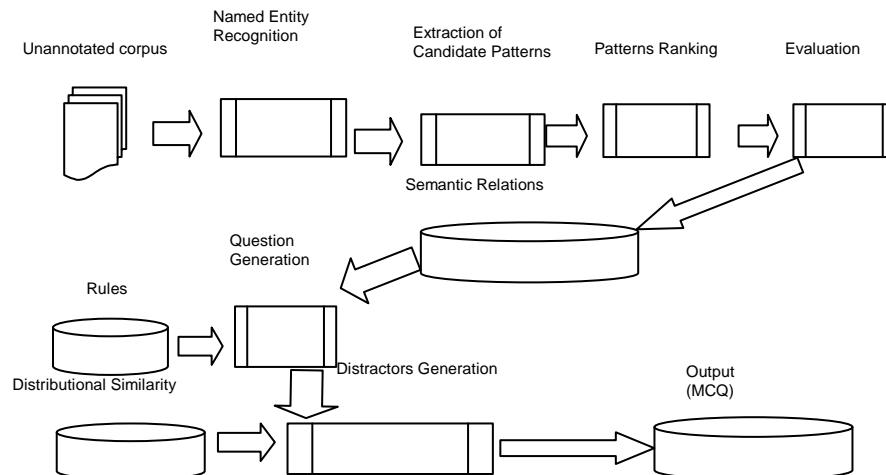 Named Entity
Recognition
Unannotated corpus
Extraction of
Candidate Patterns
Patterns Ranking
Evaluation
Semantic Relations
Question
Generation
Rules
Distractors Generation
Distributional Similarity
Output
(MCQ)